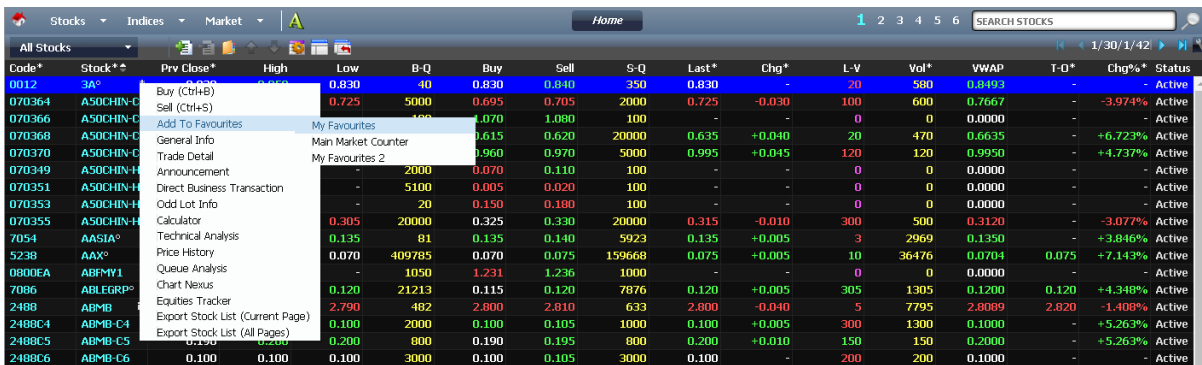 Stocks Indices Market A Home 1 2 3 4 5 6 SEARCH STOCKS
All Stocks 1/30/1/42
Code* Stock* Prv Close* High Low B-Q Buy Sell S-Q Last* Chg* L-V Vol* VWAP T-O* Chg%* Status
0012 3A° 0.830 40 0.830 0.840 350 0.830 - 20 580 0.8493 - - Active
Buy (Ctrl+B)
070364 A50CHIN-C 0.725 5000 0.695 0.705 2000 0.725 -0.030 100 600 0.7667 - -3.974% Active
Sell (Ctrl+S)
070366 A50CHIN-C 1.070 1.080 100 - - 0 0 0.0000 - - Active
Add To Favourites My Favourites
070368 A50CHIN-C 0.615 0.620 20000 0.635 +0.040 20 470 0.6635 - +6.723% Active
General Info Main Market Counter
070370 A50CHIN-C 0.960 0.970 5000 0.995 +0.045 120 120 0.9950 - +4.737% Active
Trade Detail My Favourites 2
070349 A50CHIN-H - 2000 0.070 0.110 100 - - 0 0 0.0000 - - Active
Announcement
070351 A50CHIN-H - 5100 0.005 0.020 100 - - 0 0 0.0000 - - Active
Direct Business Transaction
070353 A50CHIN-H - 20 0.150 0.180 100 - - 0 0 0.0000 - - Active
Odd Lot Info
070355 A50CHIN-H 0.305 20000 0.325 0.330 20000 0.315 -0.010 300 500 0.3120 - -3.077% Active
Calculator
7054 AASIA° 0.135 81 0.135 0.140 5923 0.135 +0.005 3 2969 0.1350 - +3.846% Active
Technical Analysis
5238 AAX° 0.070 409785 0.070 0.075 159668 0.075 +0.005 10 36476 0.0704 0.075 +7.143% Active
Price History
0800EA ABFMY1 - 1050 1.231 1.236 1000 - - 0 0 0.0000 - - Active
Queue Analysis
7086 ABLEGRP° 0.120 21213 0.115 0.120 7876 0.120 +0.005 305 1305 0.1200 0.120 +4.348% Active
Chart Nexus
2488 ABMB 2.790 482 2.800 2.810 633 2.800 -0.040 5 7795 2.8089 2.820 -1.408% Active
Equities Tracker
2488C4 ABMB-C4 0.100 2000 0.100 0.105 1000 0.100 +0.005 300 1300 0.1000 - +5.263% Active
Export Stock List (Current Page)
2488C5 ABMB-C5 0.190 0.200 0.200 800 0.190 0.195 800 0.200 +0.010 150 150 0.2000 - +5.263% Active
Export Stock List (All Pages)
2488C6 ABMB-C6 0.100 0.100 0.100 3000 0.100 0.105 3000 0.100 - 200 200 0.1000 - - Active